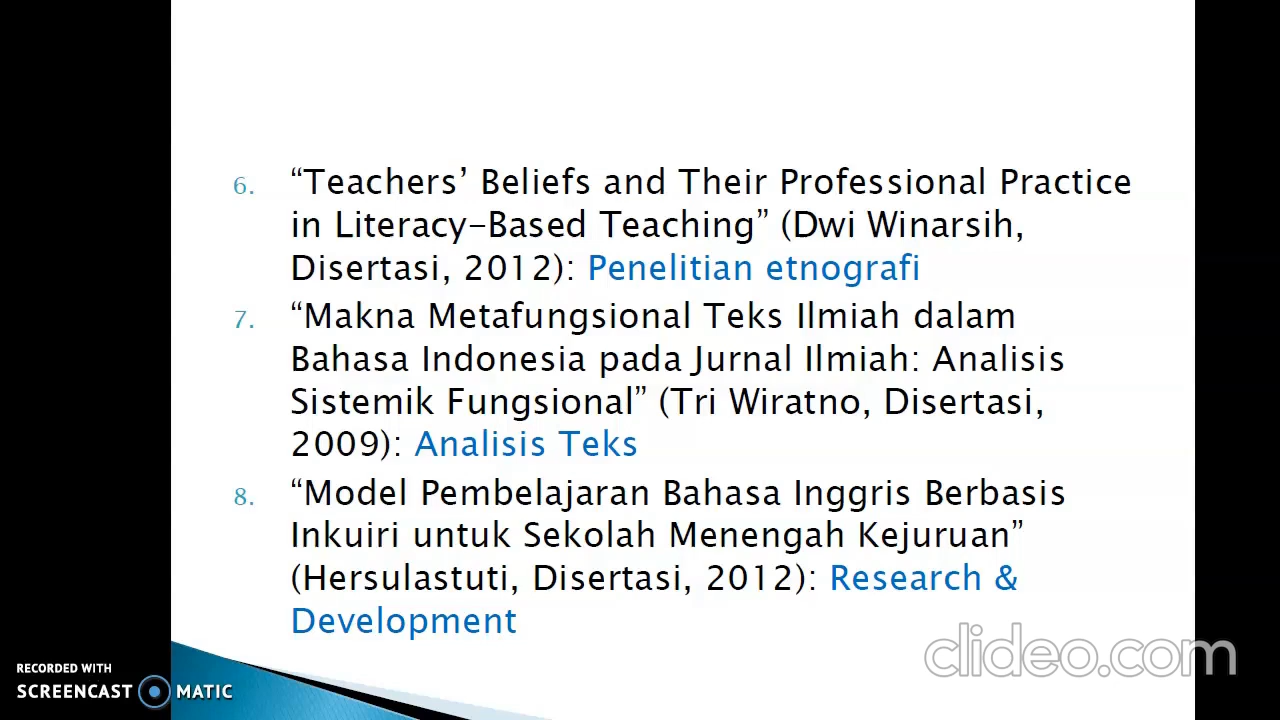 6. “Teachers’ Beliefs and Their Professional Practice
in Literacy-Based Teaching” (Dwi Winarsih,
Disertasi, 2012): Penelitian etnografi
7. “Makna Metafungsional Teks Ilmiah dalam
Bahasa Indonesia pada Jurnal Ilmiah: Analisis
Sistemik Fungsional” (Tri Wiratno, Disertasi,
2009): Analisis Teks
8. “Model Pembelajaran Bahasa Inggris Berbasis
Inkuiri untuk Sekolah Menengah Kejuruan”
(Hersulastuti, Disertasi, 2012): Research &
Development
clideo.com
RECORDED WITH
SCREENCAST MATIC